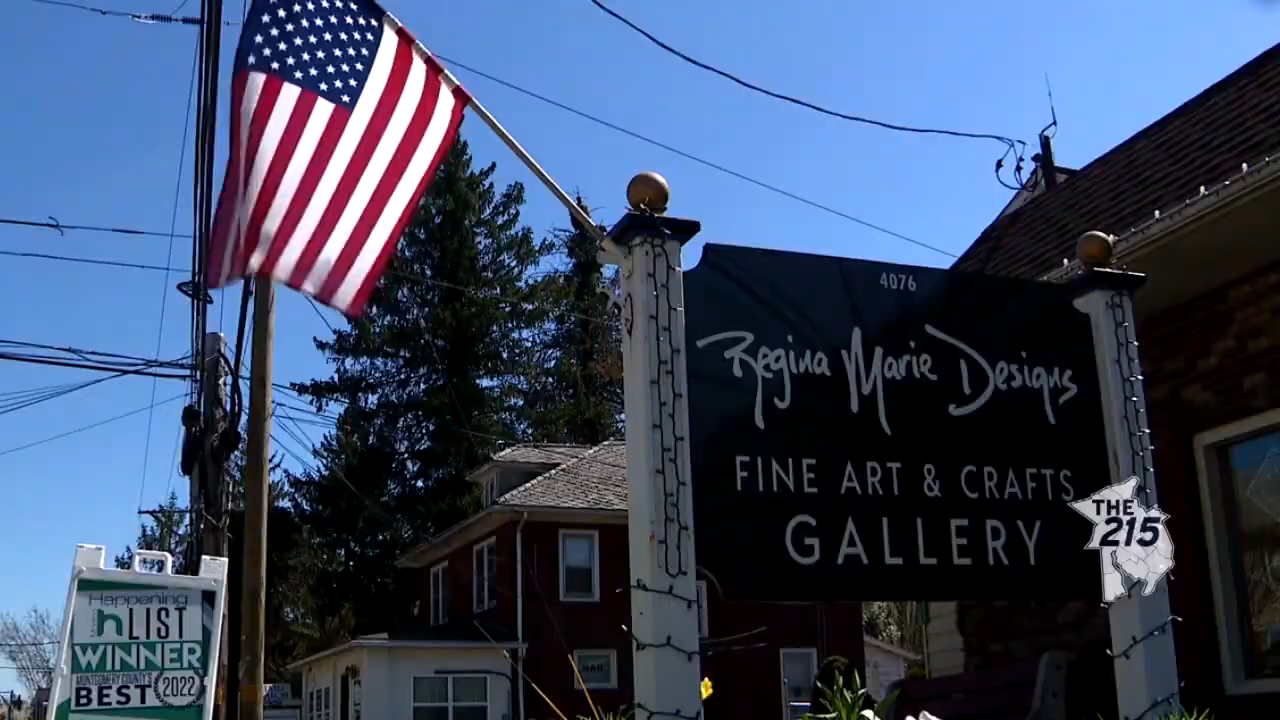 4076
Regina Marie Designs
FINE ART & CRAFTS
GALLERY
THE
215
Happening
LIST
WINNER
MONTGOMERY COUNTY'S
BEST 2022